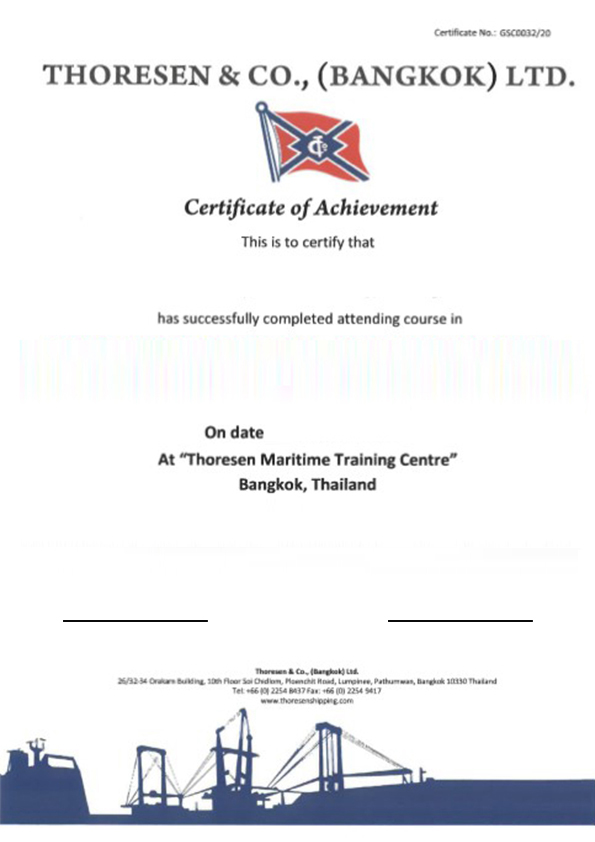 Certificate No.: GSC0032/20
THORESEN & CO., (BANGKOK) LTD.
Certificate of Achievement
This is to certify that
has successfully completed attending course in
On date
At “Thoresen Maritime Training Centre”
Bangkok, Thailand
Thoresen & Co., (Bangkok) Ltd.
26/32-34 Orakarn Building, 10th Floor Soi Chidlom, Ploenchit Road, Lumpinee, Pathumwan, Bangkok 10330 Thailand
Tel: +66 (0) 2254 8437 Fax: +66 (0) 2254 9417
www.thoresenshipping.com